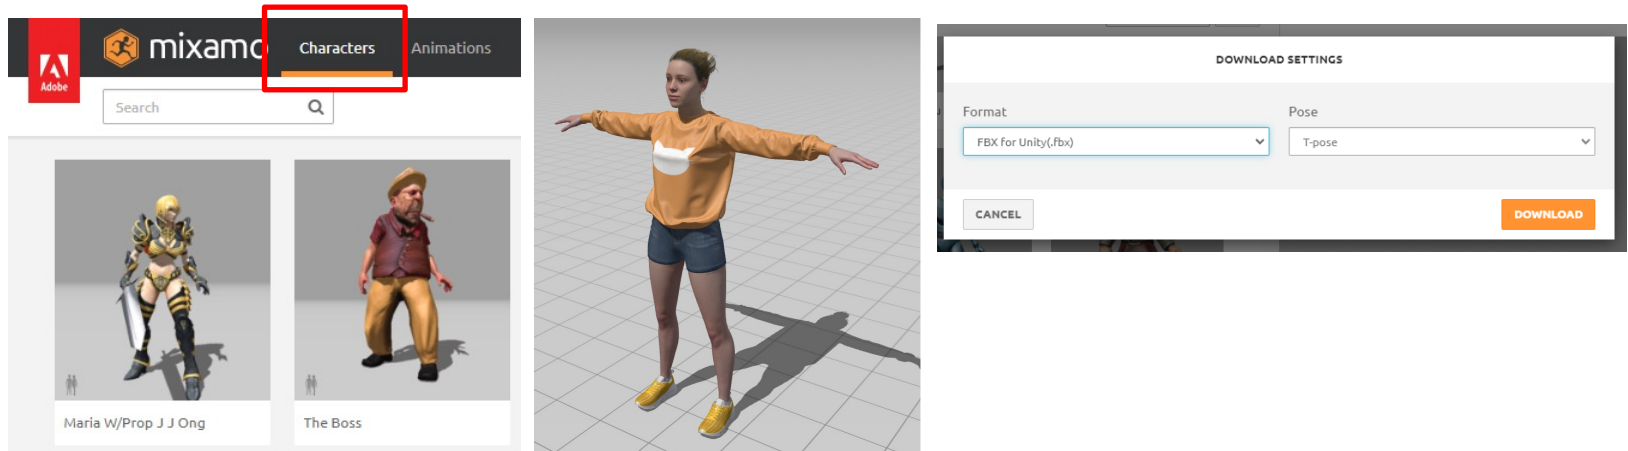 mixamo
Characters
Animations
Adobe
Search
Maria W/Prop J J Ong
The Boss
DOWNLOAD SETTINGS
Format
Pose
FBX for Unity(.fbx)
T-pose
CANCEL
DOWNLOAD